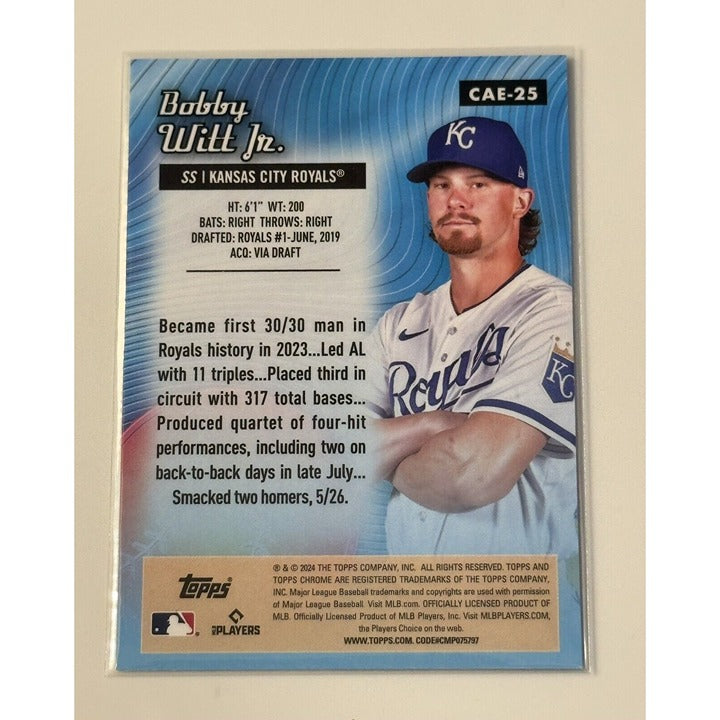 CAE-25
Bobby
Witt Jr.
SS | KANSAS CITY ROYALS®
HT: 6'1" WT: 200
BATS: RIGHT THROWS: RIGHT
DRAFTED: ROYALS #1-JUNE, 2019
ACQ: VIA DRAFT
KC
Became first 30/30 man in
Royals history in 2023...Led AL
with 11 triples...Placed third in
circuit with 317 total bases...
Produced quartet of four-hit
performances, including two on
back-to-back days in late July...
Smacked two homers, 5/26.
Royals
KC
Topps®
MLB PLAYERS
® & © 2024 THE TOPPS COMPANY, INC. ALL RIGHTS RESERVED. TOPPS AND
TOPPS CHROME ARE REGISTERED TRADEMARKS OF THE TOPPS COMPANY,
INC. Major League Baseball trademarks and copyrights are used with permission
of Major League Baseball. Visit MLB.com. OFFICIALLY LICENSED PRODUCT OF
MLB. Officially Licensed Product of MLB Players, Inc. Visit MLBPLAYERS.COM,
the Players Choice on the web.
WWW.TOPPS.COM. CODE#CMP075797